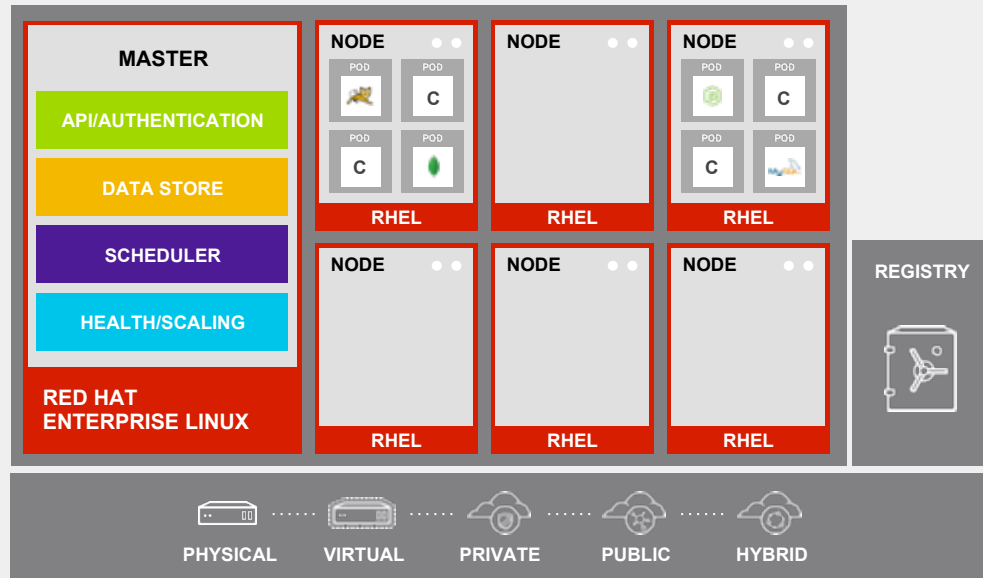 MASTER
API/AUTHENTICATION
DATA STORE
SCHEDULER
HEALTH/SCALING
RED HAT
ENTERPRISE LINUX
NODE
POD
POD
C
POD
POD
C
RHEL
NODE
RHEL
NODE
POD
POD
C
POD
POD
C
MySQL
RHEL
NODE
RHEL
NODE
RHEL
NODE
RHEL
REGISTRY
PHYSICAL
VIRTUAL
PRIVATE
PUBLIC
HYBRID